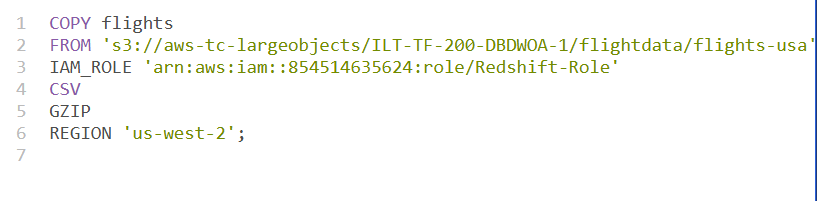 1 COPY flights
2 FROM 's3://aws-tc-largeobjects/ILT-TF-200-DBDWOA-1/flightdata/flights-usa'
3 IAM_ROLE 'arn:aws:iam::854514635624:role/Redshift-Role'
4 CSV
5 GZIP
6 REGION 'us-west-2';
7